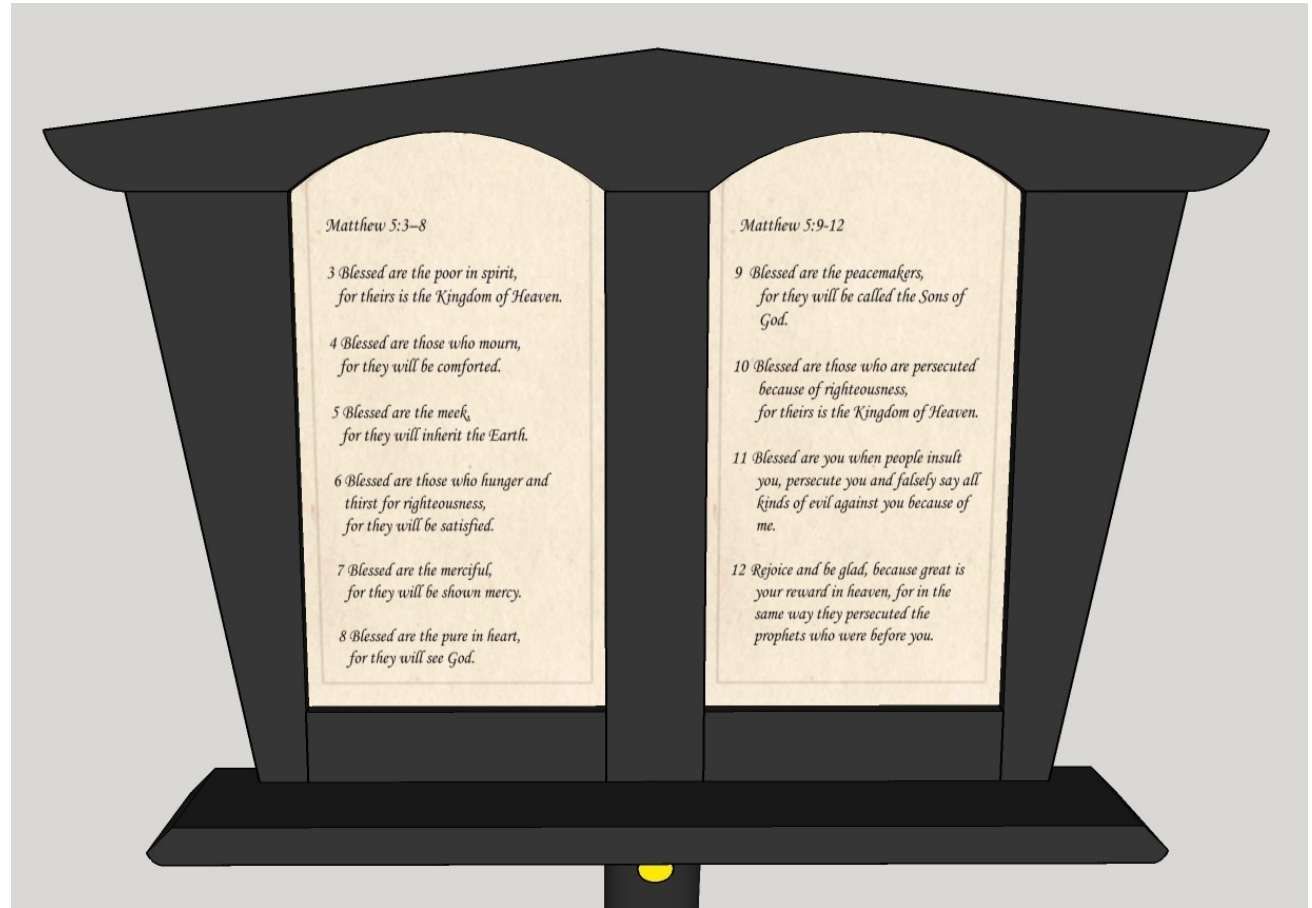 Matthew 5:3–8
3 Blessed are the poor in spirit,
for theirs is the Kingdom of Heaven.
4 Blessed are those who mourn,
for they will be comforted.
5 Blessed are the meek,
for they will inherit the Earth.
6 Blessed are those who hunger and
thirst for righteousness,
for they will be satisfied.
7 Blessed are the merciful,
for they will be shown mercy.
8 Blessed are the pure in heart,
for they will see God.
Matthew 5:9-12
9 Blessed are the peacemakers,
for they will be called the Sons of
God.
10 Blessed are those who are persecuted
because of righteousness,
for theirs is the Kingdom of Heaven.
11 Blessed are you when people insult
you, persecute you and falsely say all
kinds of evil against you because of
me.
12 Rejoice and be glad, because great is
your reward in heaven, for in the
same way they persecuted the
prophets who were before you.